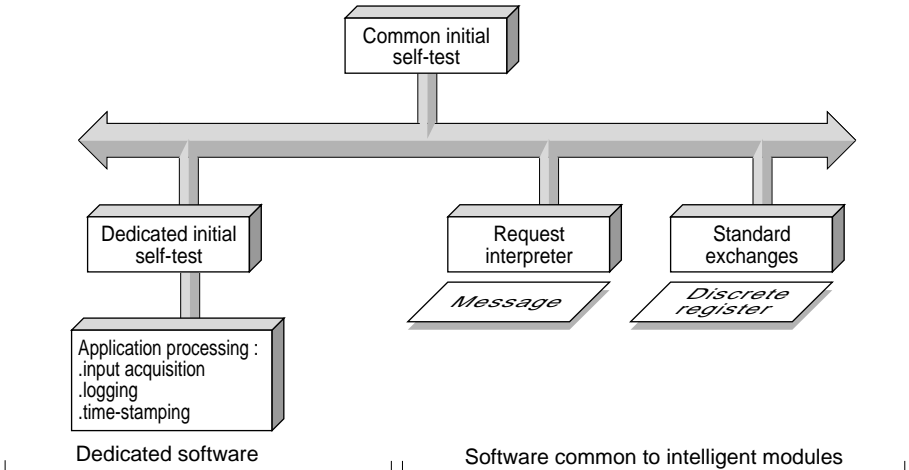 Common initial
self-test
Dedicated initial
self-test
Request
interpreter
Standard
exchanges
Message
Discrete
register
Application processing :
.input acquisition
.logging
.time-stamping
Dedicated software
Software common to intelligent modules